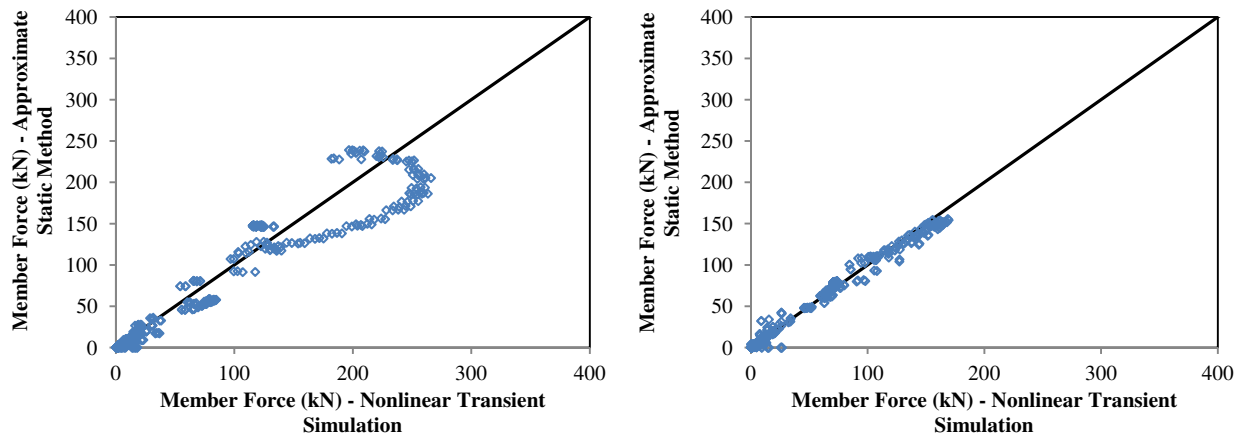 Member Force (kN) - Approximate
Static Method
400
350
300
250
200
150
100
50
0
0 100 200 300 400
Member Force (kN) - Nonlinear Transient
Simulation
Member Force (kN) - Approximate
Static Method
400
350
300
250
200
150
100
50
0
0 100 200 300 400
Member Force (kN) - Nonlinear Transient
Simulation